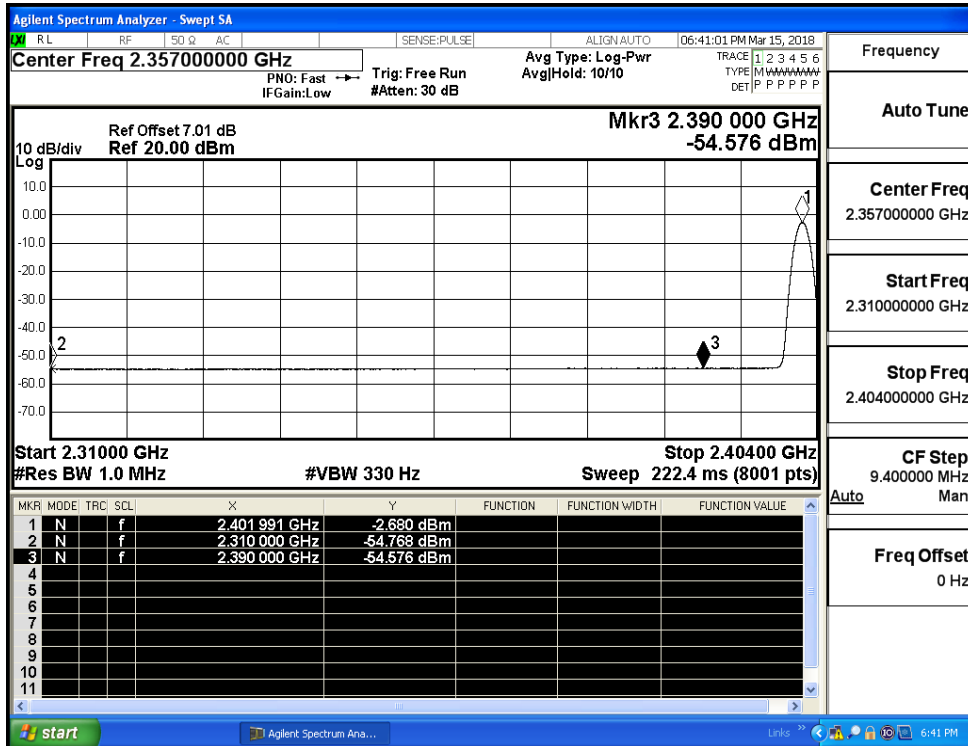 Agilent Spectrum Analyzer - Swept SA
LXI RL RF 50 Ω AC SENSE:PULSE ALIGN AUTO 06:41:01 PM Mar 15, 2018
Center Freq 2.357000000 GHz
PNO: Fast
IFGain:Low
Trig: Free Run
#Atten: 30 dB
Avg Type: Log-Pwr
Avg|Hold: 10/10
TRACE 1 2 3 4 5 6
TYPE M WWWWW
DET P P P P P P
Ref Offset 7.01 dB
10 dB/div Ref 20.00 dBm
Log
Mkr3 2.390 000 GHz
-54.576 dBm
10.0
0.00
-10.0
-20.0
-30.0
-40.0
-50.0
-60.0
-70.0
1
2
3
Start 2.31000 GHz Stop 2.40400 GHz
#Res BW 1.0 MHz #VBW 330 Hz Sweep 222.4 ms (8001 pts)
MKR MODE TRC SCL X Y FUNCTION FUNCTION WIDTH FUNCTION VALUE
1 N f 2.401 991 GHz -2.680 dBm
2 N f 2.310 000 GHz -54.768 dBm
3 N f 2.390 000 GHz -54.576 dBm
4
5
6
7
8
9
10
11
Frequency
Auto Tune
Center Freq
2.357000000 GHz
Start Freq
2.310000000 GHz
Stop Freq
2.404000000 GHz
CF Step
9.400000 MHz
Auto Man
Freq Offset
0 Hz
start Agilent Spectrum Ana... Links » 6:41 PM